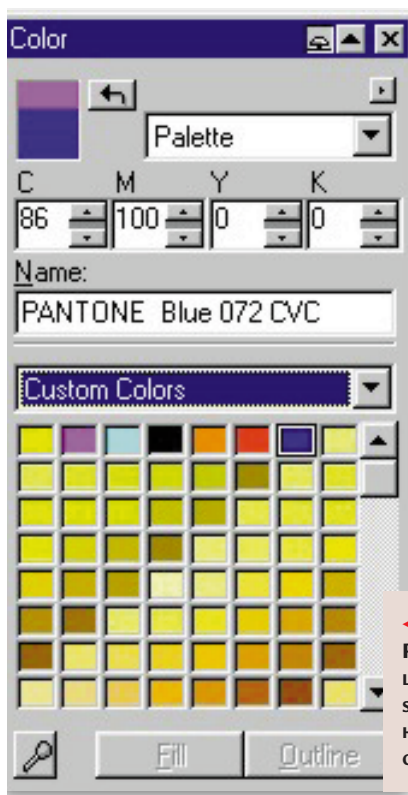 Color
Palette
C M Y K
86 100 0 0
Name:
PANTONE Blue 072 CVC
Custom Colors
Fill Outline